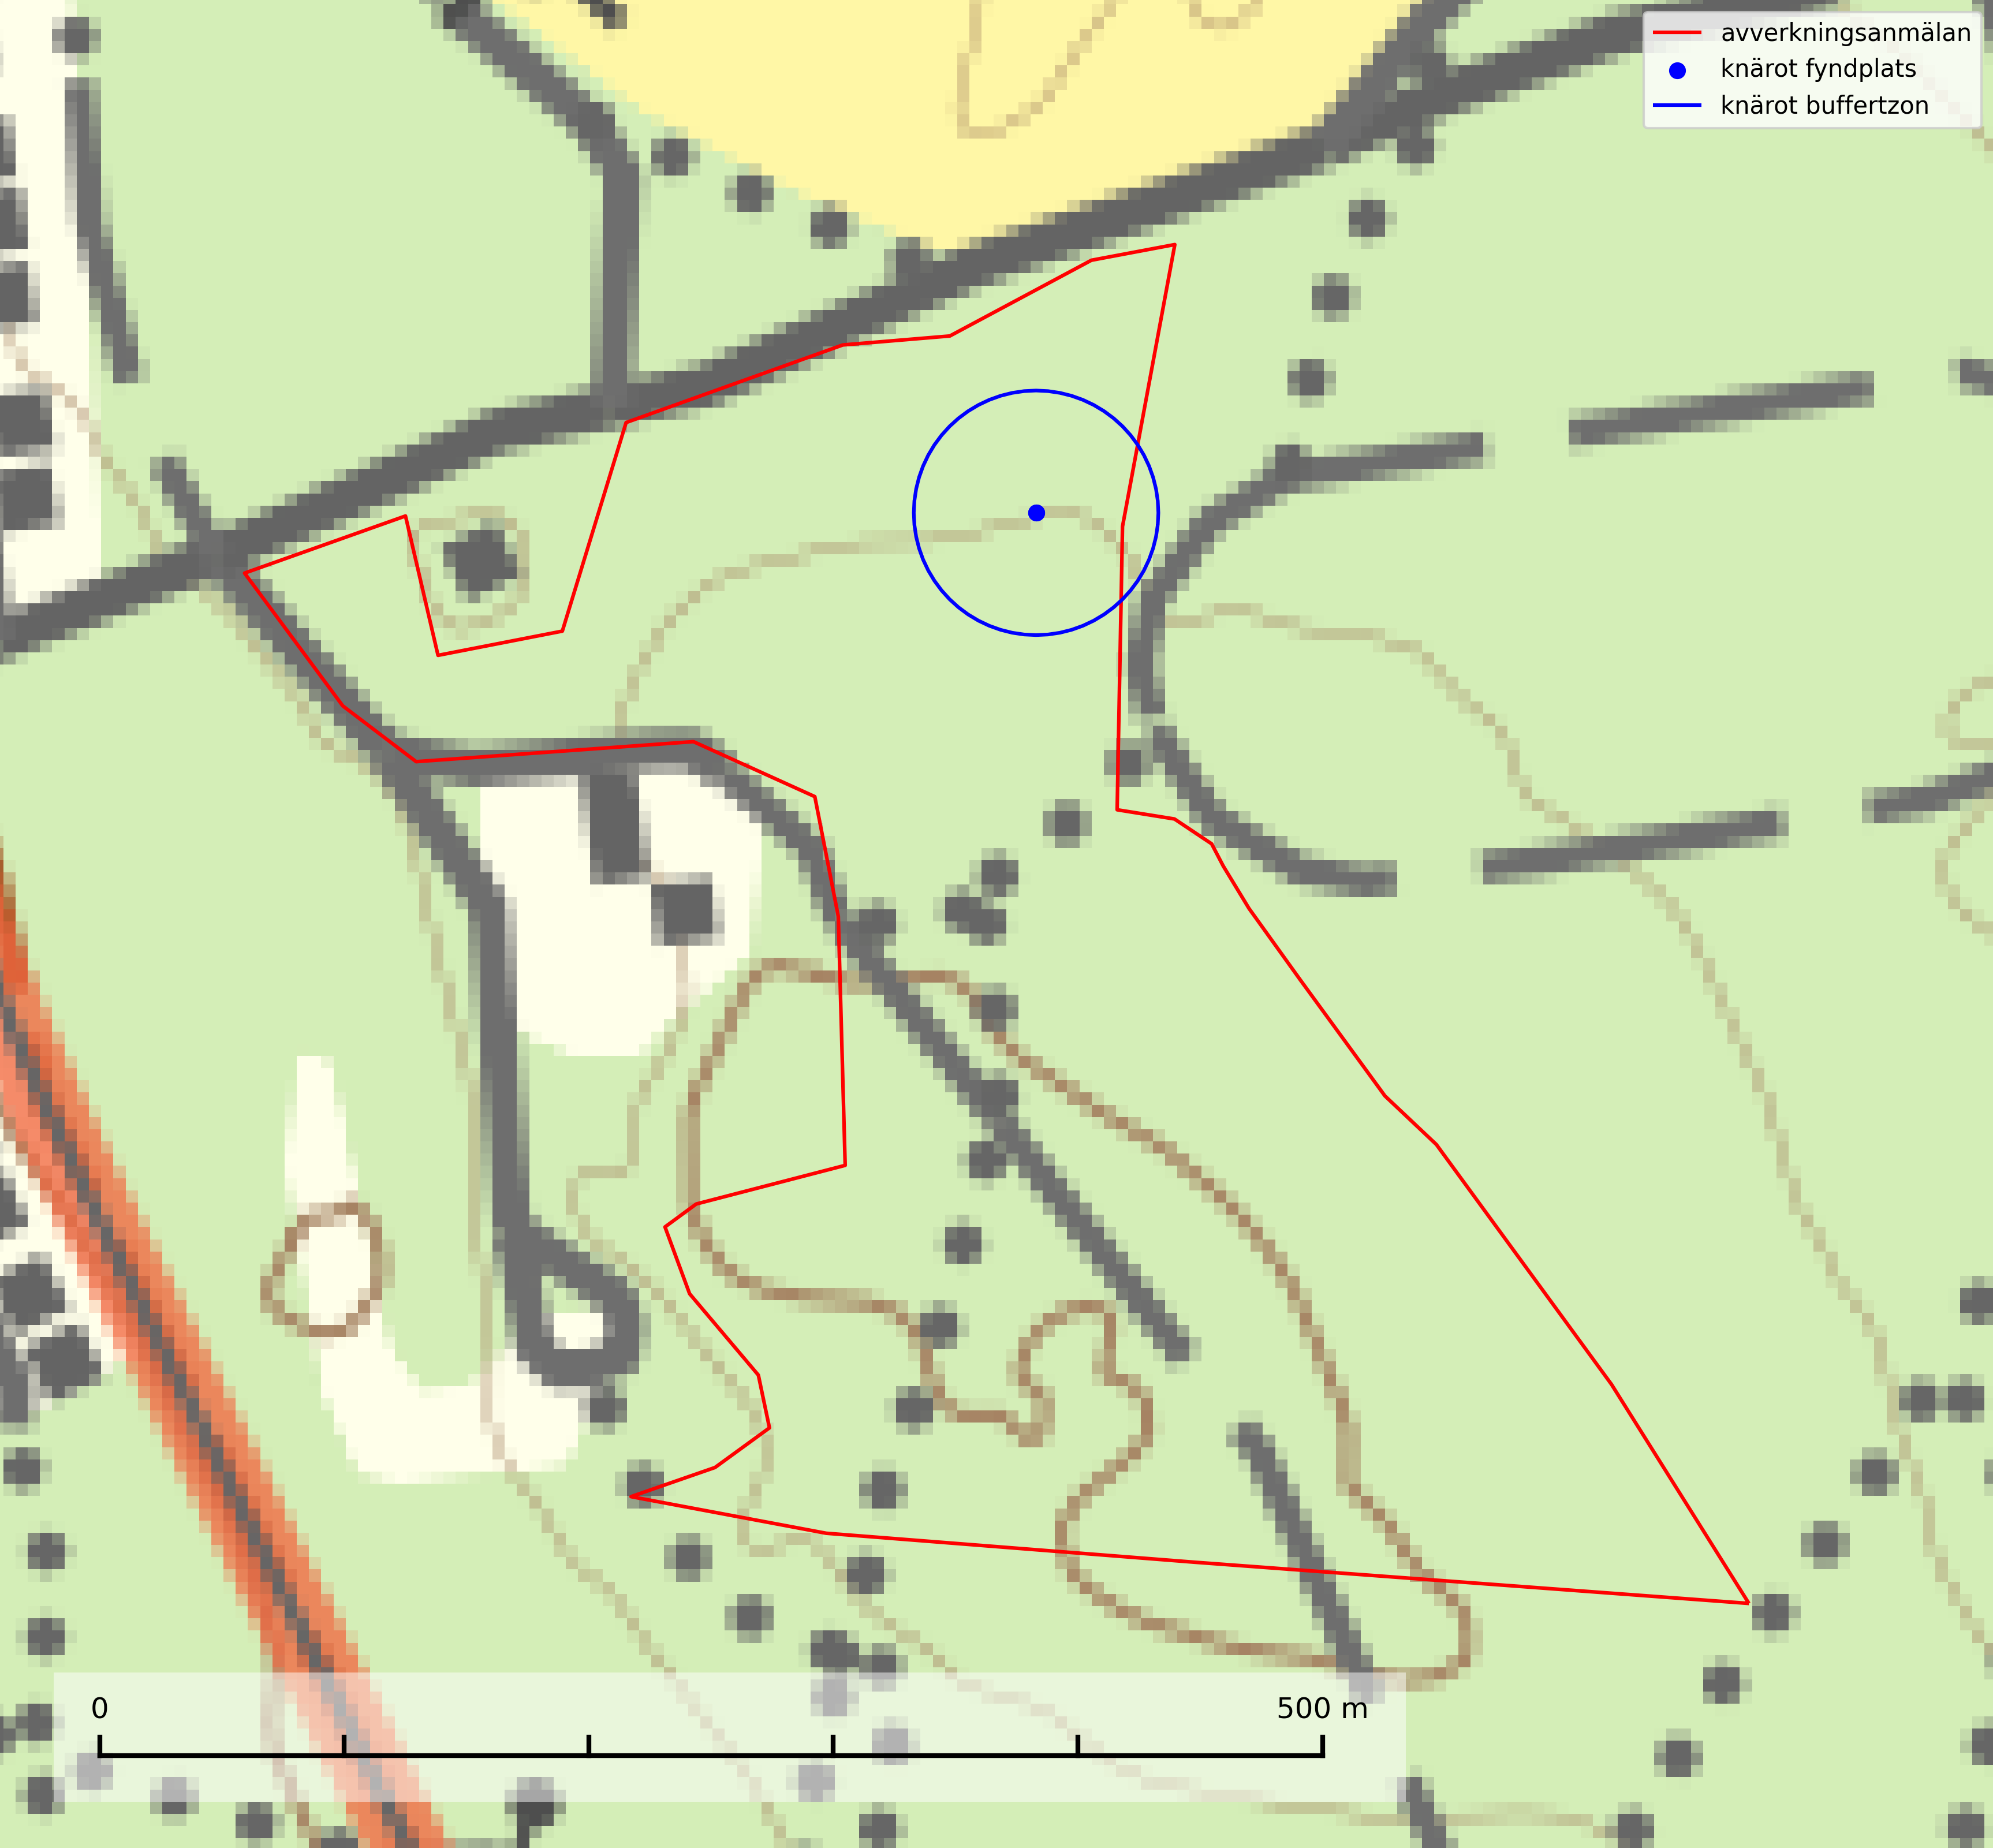 avverkningsanmälan
knärot fyndplats
knärot buffertzon
0 500 m